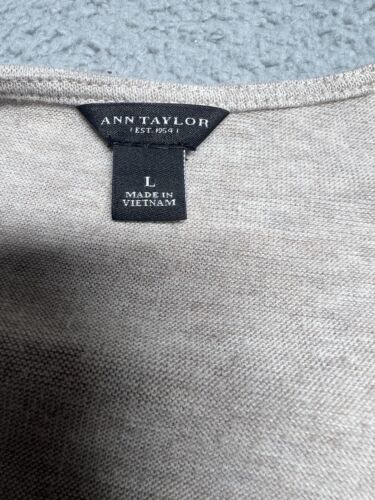 ANN TAYLOR
| EST. 1954 |
L
MADE IN
VIETNAM